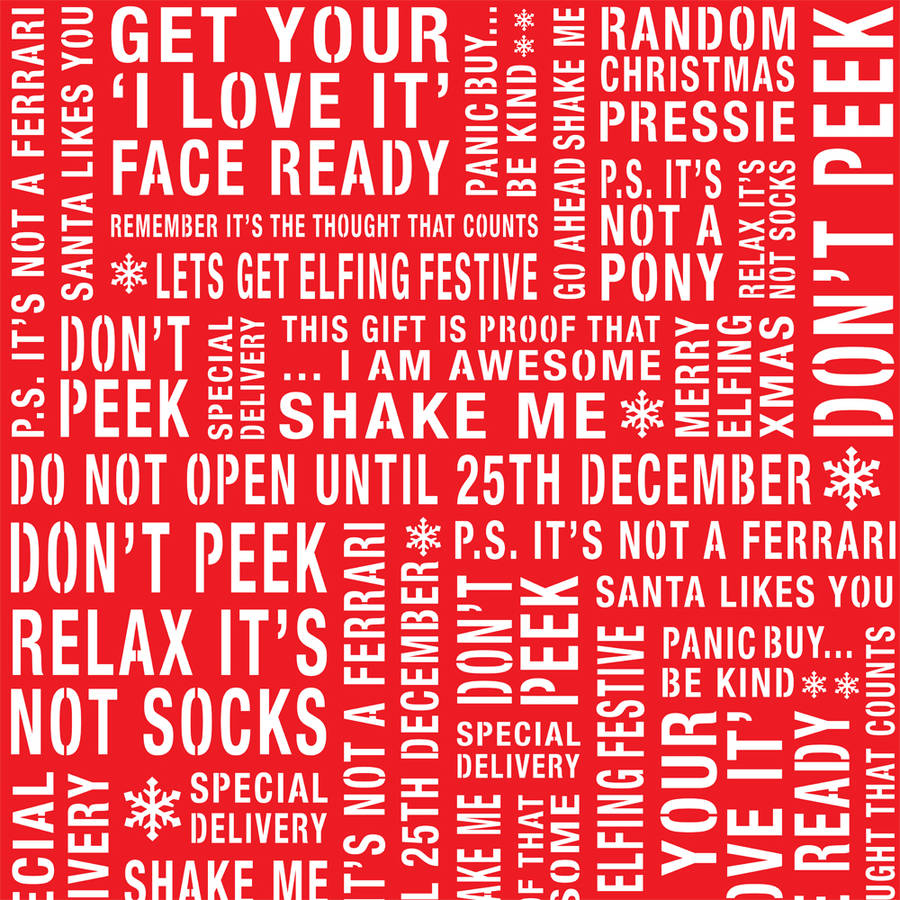 P.S. IT'S NOT A FERRARI
SANTA LIKES YOU
GET YOUR
'I LOVE IT'
FACE READY
PANIC BUY...
BE KIND
GO AHEAD SHAKE ME
RANDOM
CHRISTMAS
PRESSIE
P.S. IT'S
NOT A
PONY
RELAX IT'S
NOT SOCKS
DON'T PEEK
REMEMBER IT'S THE THOUGHT THAT COUNTS
LETS GET ELFING FESTIVE
DON'T
PEEK
SPECIAL
DELIVERY
THIS GIFT IS PROOF THAT
... I AM AWESOME
SHAKE ME
MERRY
ELFING
XMAS
DO NOT OPEN UNTIL 25TH DECEMBER
DON'T PEEK
RELAX IT'S
NOT SOCKS
IT'S NOT A FERRARI
L 25TH DECEMBER
P.S. IT'S NOT A FERRARI
DON'T
PEEK
SANTA LIKES YOU
ELFING FESTIVE
PANIC BUY...
BE KIND
SPECIAL
DELIVERY
YOUR
OVE IT'
E READY
UGHT THAT COUNTS
ECIAL
IVERY
SPECIAL
DELIVERY
SHAKE ME
AKE ME
OF THAT
SOME